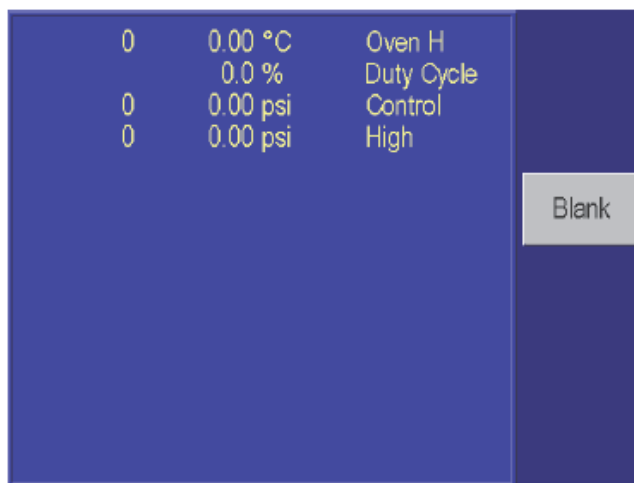 0 0.00 °C Oven H
0.0 % Duty Cycle
0 0.00 psi Control
0 0.00 psi High
Blank